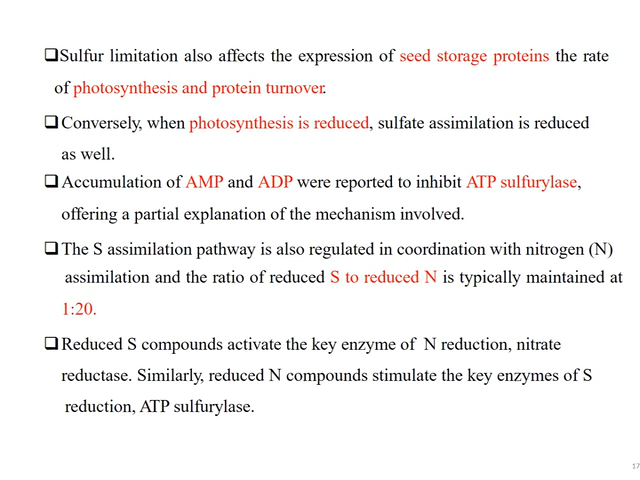 ❑Sulfur limitation also affects the expression of seed storage proteins the rate
of photosynthesis and protein turnover.
❑Conversely, when photosynthesis is reduced, sulfate assimilation is reduced
as well.
❑Accumulation of AMP and ADP were reported to inhibit ATP sulfurylase,
offering a partial explanation of the mechanism involved.
❑The S assimilation pathway is also regulated in coordination with nitrogen (N)
assimilation and the ratio of reduced S to reduced N is typically maintained at
1:20.
❑Reduced S compounds activate the key enzyme of N reduction, nitrate
reductase. Similarly, reduced N compounds stimulate the key enzymes of S
reduction, ATP sulfurylase.
17